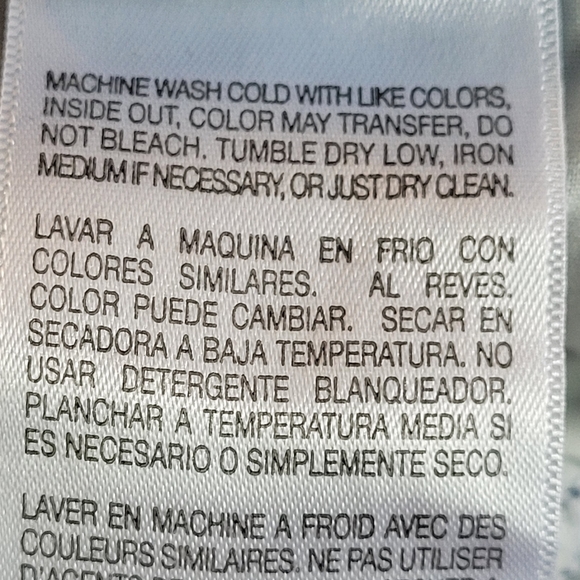 MACHINE WASH COLD WITH LIKE COLORS,
INSIDE OUT, COLOR MAY TRANSFER, DO
NOT BLEACH. TUMBLE DRY LOW, IRON
MEDIUM IF NECESSARY, OR JUST DRY CLEAN.
LAVAR A MAQUINA EN FRIO CON
COLORES SIMILARES. AL REVES.
COLOR PUEDE CAMBIAR. SECAR EN
SECADORA A BAJA TEMPERATURA. NO
USAR DETERGENTE BLANQUEADOR.
PLANCHAR A TEMPERATURA MEDIA SI
ES NECESARIO O SIMPLEMENTE SECO.
LAVER EN MACHINE A FROID AVEC DES
COULEURS SIMILAIRES. NE PAS UTILISER
D'AGENTS